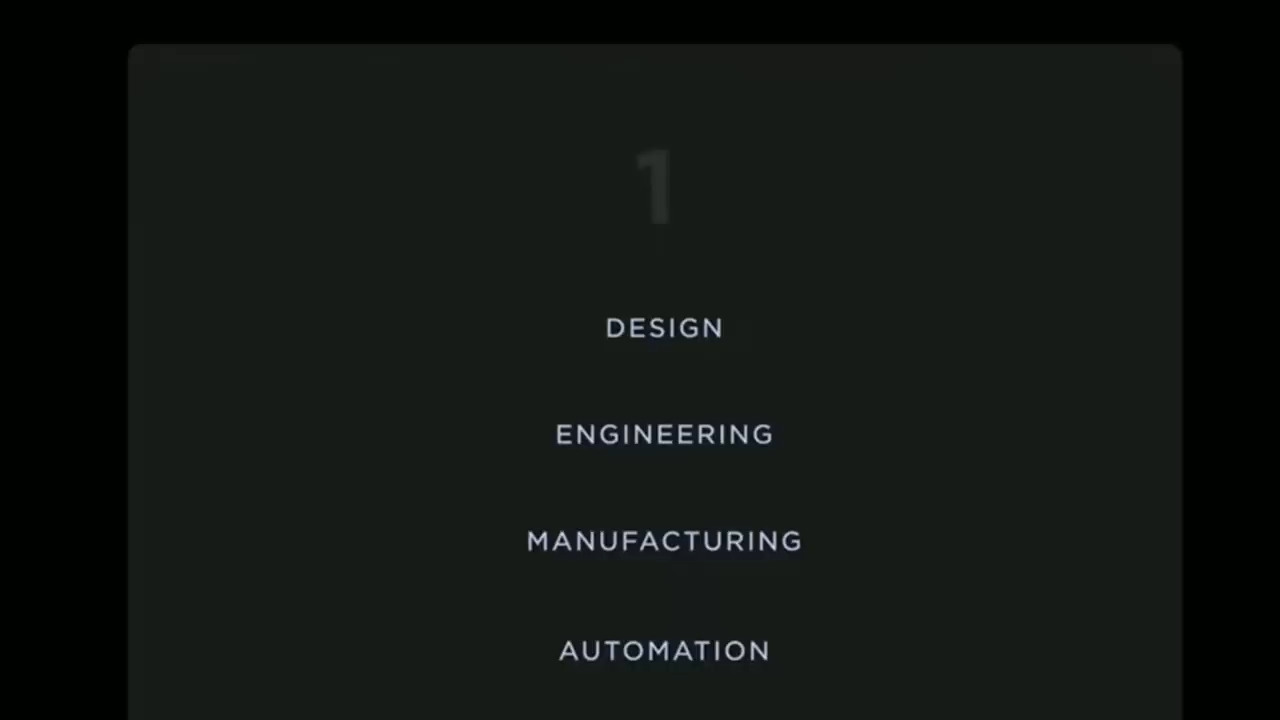 1
DESIGN
ENGINEERING
MANUFACTURING
AUTOMATION